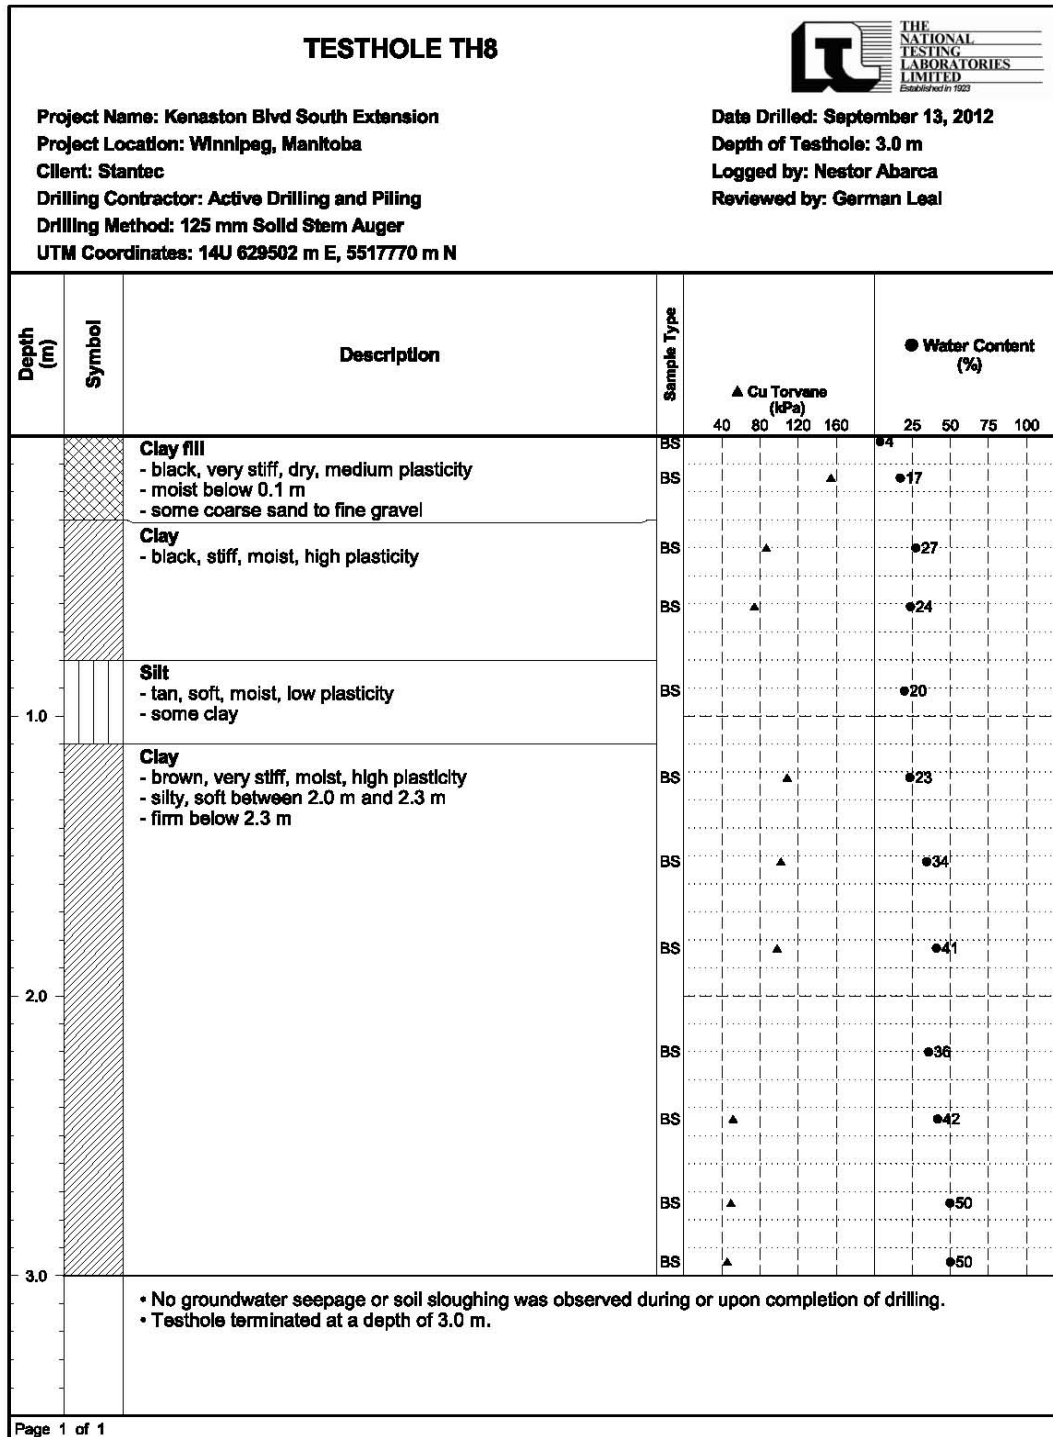 TESTHOLE TH8
THE
NATIONAL
TESTING
LABORATORIES
LIMITED
Established in 1923
Project Name: Kenaston Blvd South Extension
Project Location: Winnipeg, Manitoba
Client: Stantec
Drilling Contractor: Active Drilling and Piling
Drilling Method: 125 mm Solid Stem Auger
UTM Coordinates: 14U 629502 m E, 5517770 m N
Date Drilled: September 13, 2012
Depth of Testhole: 3.0 m
Logged by: Nestor Abarca
Reviewed by: German Leal
Depth
(m)
Symbol
Description
Sample Type
▲ Cu Torvane
(kPa)
40 80 120 160
● Water Content
(%)
25 50 75 100
Clay fill
- black, very stiff, dry, medium plasticity
- moist below 0.1 m
- some coarse sand to fine gravel
BS 4
BS 17
Clay
- black, stiff, moist, high plasticity
BS 27
BS 24
Silt
- tan, soft, moist, low plasticity
- some clay
BS 20
1.0
Clay
- brown, very stiff, moist, high plasticity
- silty, soft between 2.0 m and 2.3 m
- firm below 2.3 m
BS 23
BS 34
BS 41
2.0
BS 36
BS 42
BS 50
BS 50
3.0
• No groundwater seepage or soil sloughing was observed during or upon completion of drilling.
• Testhole terminated at a depth of 3.0 m.
Page 1 of 1